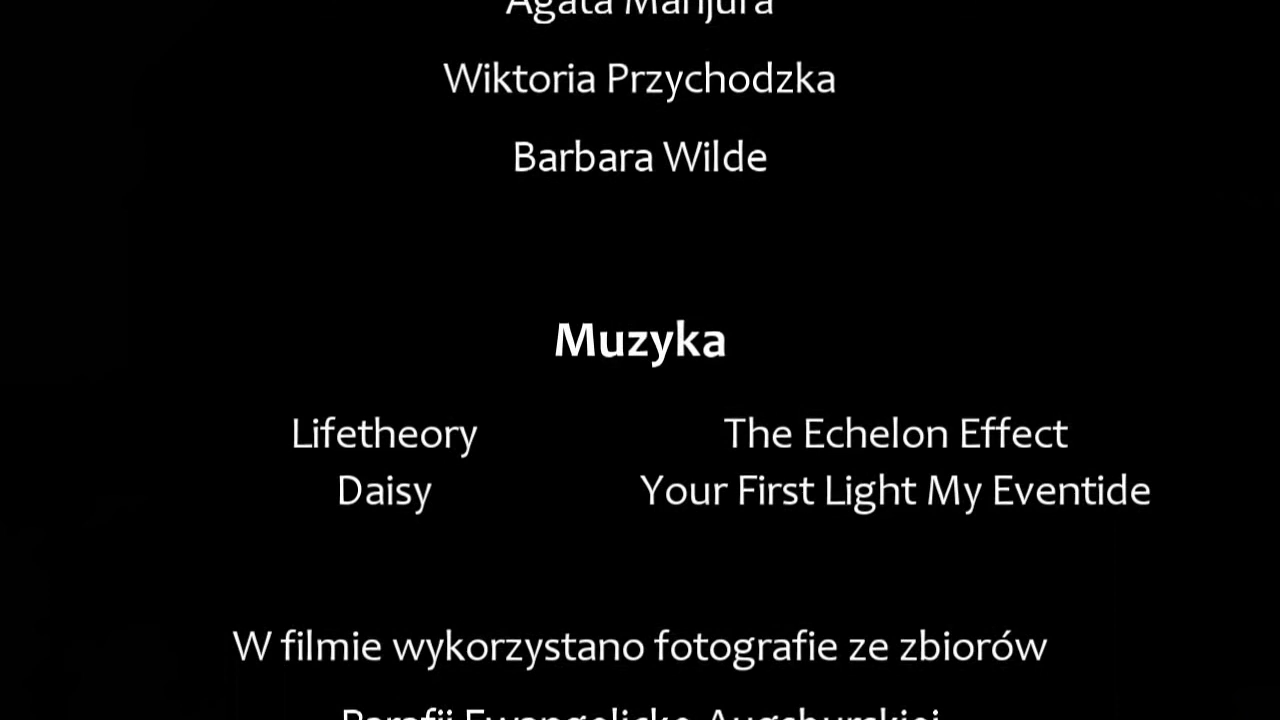 Agata
Wiktoria Przychodzka
Barbara Wilde
Muzyka
Lifetheory The Echelon Effect
Daisy Your First Light My Eventide
W filmie wykorzystano fotografie ze zbiorów
Parafii Ewangelicko-Augsburskiej